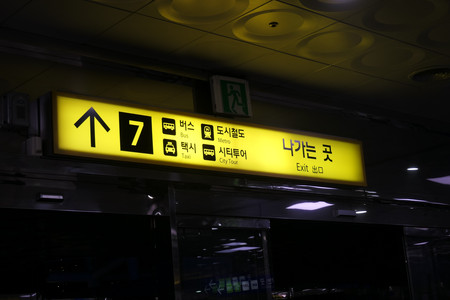 7
버스
Bus
택시
Taxi
도시철도
Metro
시티투어
City Tour
나가는 곳
Exit 出口